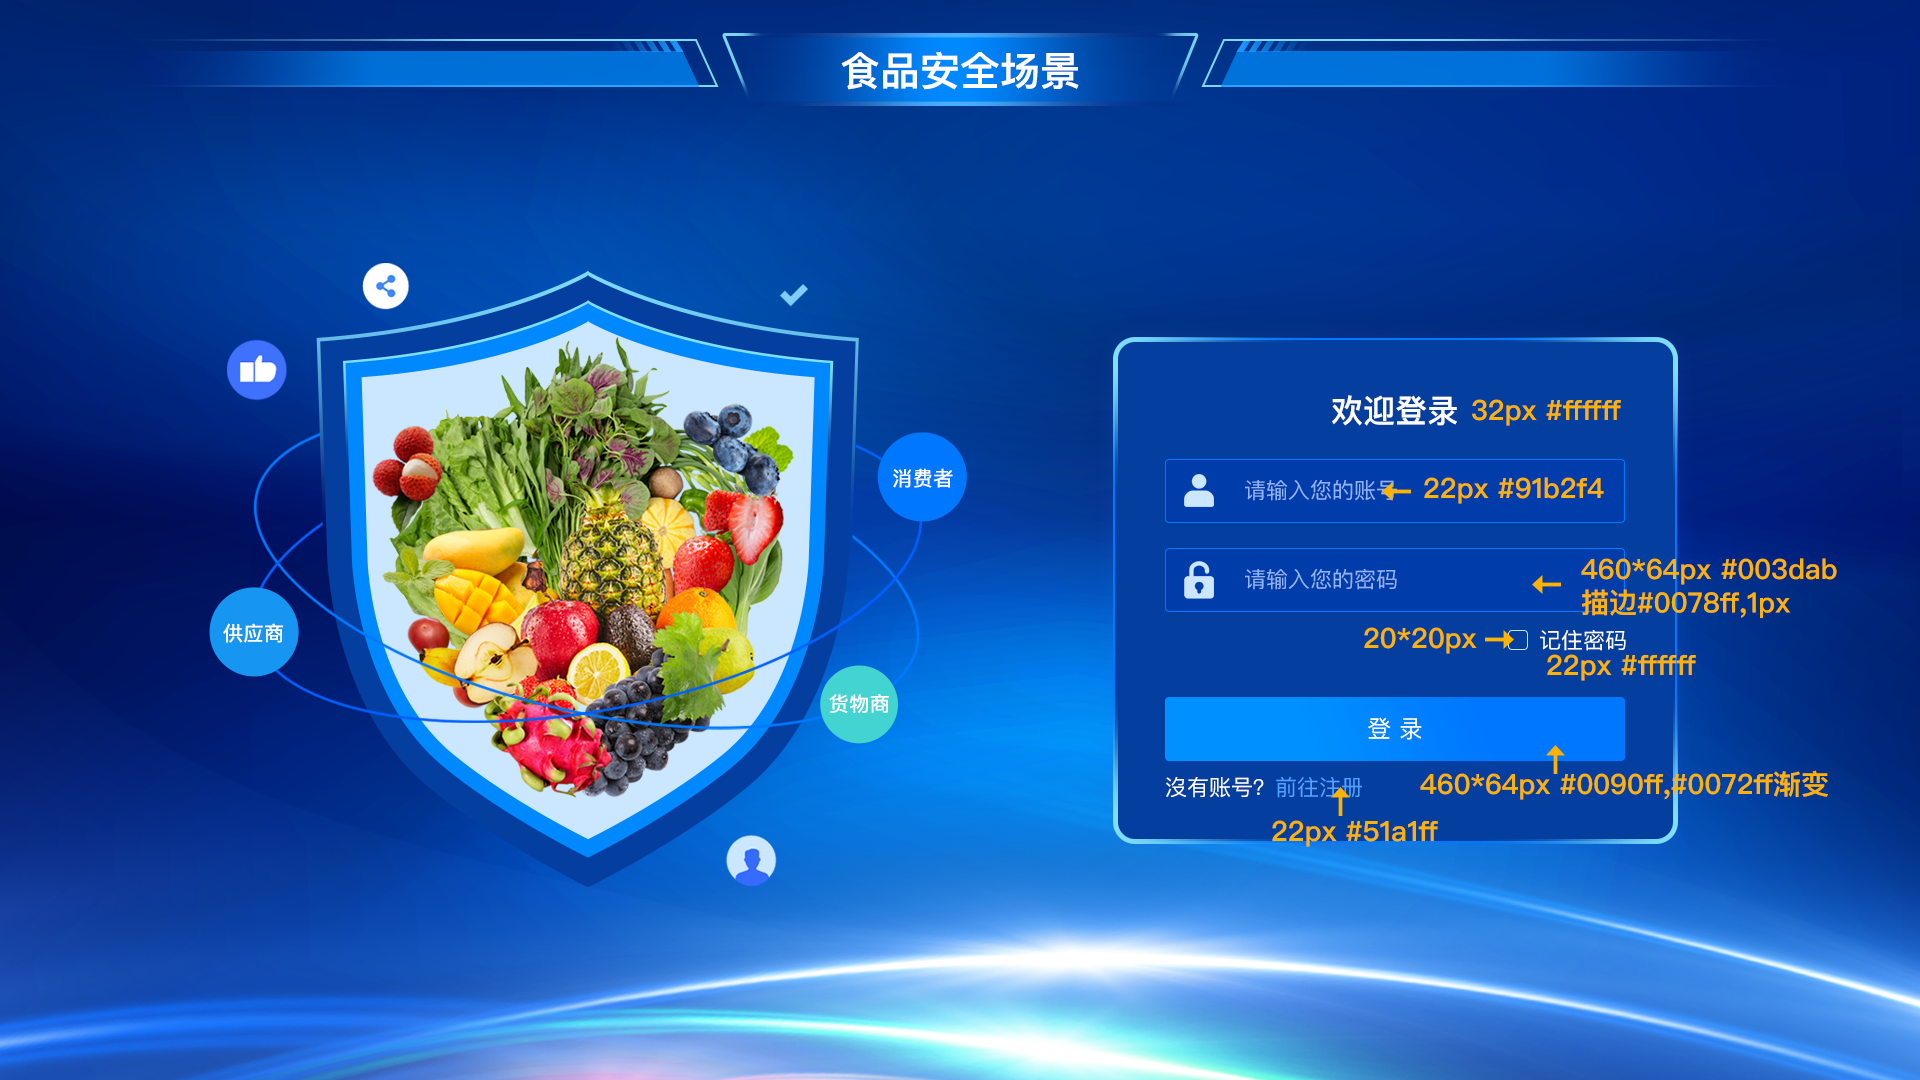 食品安全场景
欢迎登录 32px #ffffff
请输入您的账号 22px #91b2f4
消费者
请输入您的密码
460*64px #003dab
描边#0078ff,1px
供应商
20*20px 记住密码
22px #ffffff
货物商
登 录
没有账号? 前往注册
460*64px #0090ff,#0072ff渐变
22px #51a1ff